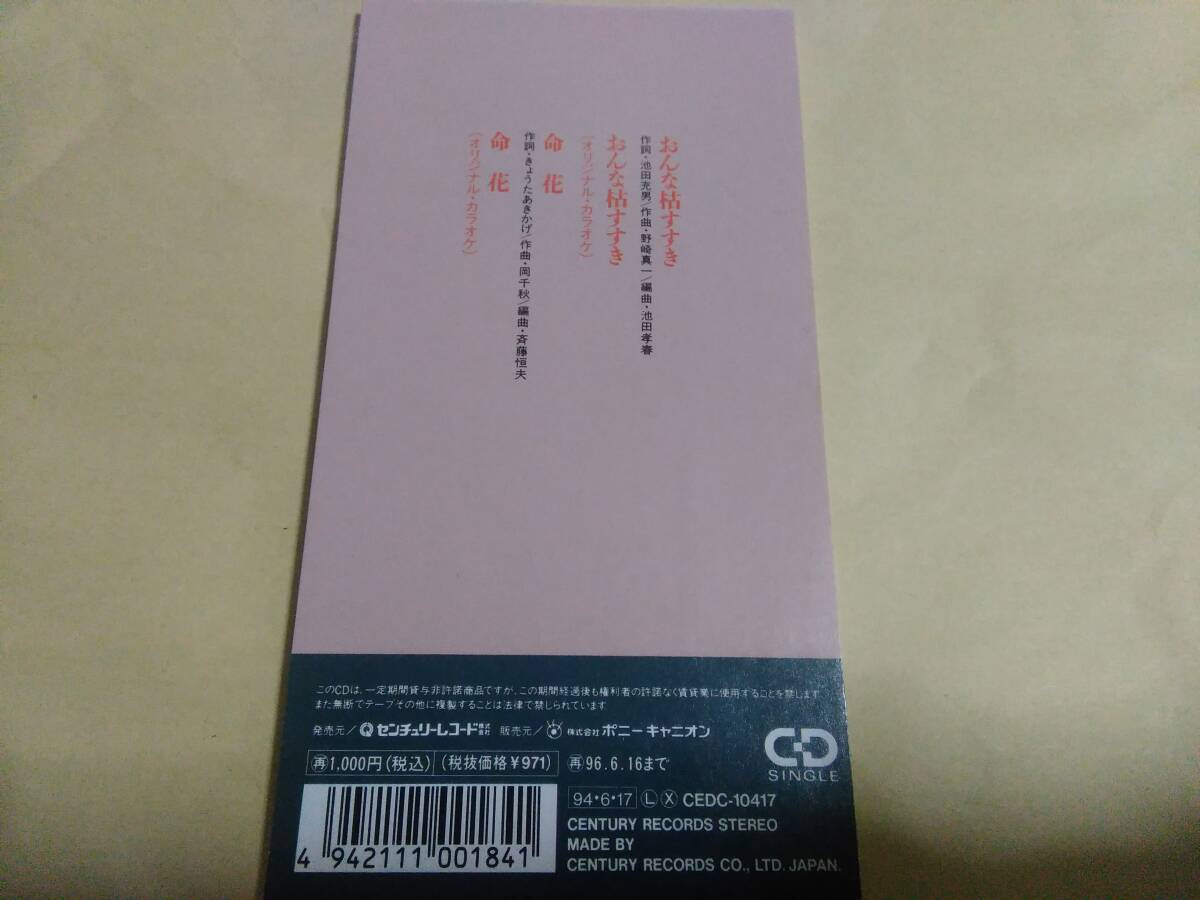 おんな枯すすき
作詞・池田充男/作曲・野崎真一/編曲・池田孝春
おんな枯すすき
(オリジナル・カラオケ)
命花
作詞・きょうたあきかげ/作曲・岡千秋/編曲・斉藤恒夫
命花
(オリジナル・カラオケ)
このCDは、一定期間貸与非許諾商品ですが、この期間経過後も権利者の許諾なく賃貸業に使用することを禁します
また無断でテープその他に複製することは法律で禁じられています
発売元/センチュリーレコード株式会社 販売元/株式会社ポニーキャニオン
CD
SINGLE
再1,000円(税込) (税抜価格¥971) 再96.6.16まで
94・6・17 L X CEDC-10417
CENTURY RECORDS STEREO
MADE BY
CENTURY RECORDS CO., LTD. JAPAN.
4 942111 001841